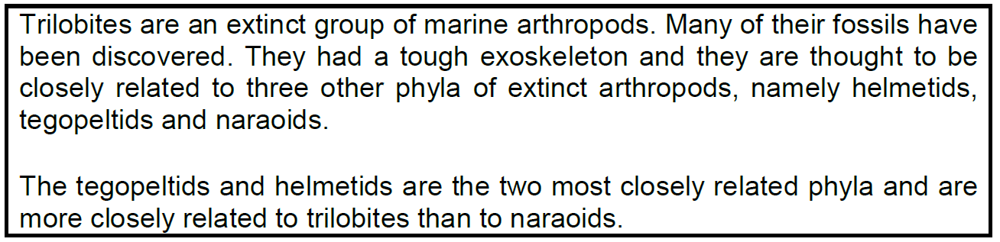 Trilobites are an extinct group of marine arthropods. Many of their fossils have
been discovered. They had a tough exoskeleton and they are thought to be
closely related to three other phyla of extinct arthropods, namely helmetids,
tegopeltids and naraoids.
The tegopeltids and helmetids are the two most closely related phyla and are
more closely related to trilobites than to naraoids.